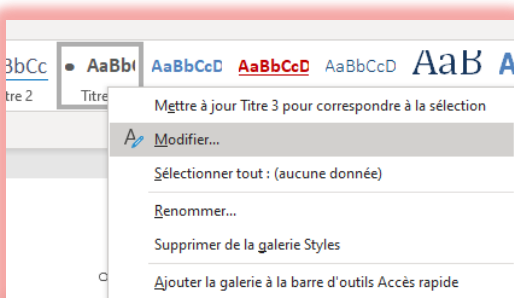 BbCc • AaBb( AaBbCcD AaBbCcD AaBbCcD AaB A
tre 2 Titre
Mettre à jour Titre 3 pour correspondre à la sélection
Modifier...
Sélectionner tout : (aucune donnée)
Renommer...
Supprimer de la galerie Styles
Ajouter la galerie à la barre d'outils Accès rapide